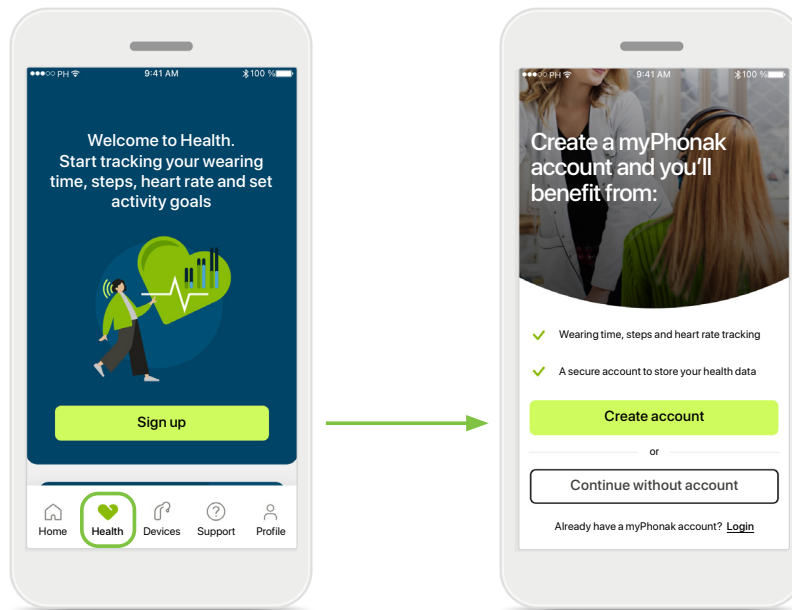 PH
9:41 AM
100 %
Welcome to Health.
Start tracking your wearing
time, steps, heart rate and set
activity goals
Sign up
Home
Health
Devices
Support
Profile
PH
9:41 AM
100 %
Create a myPhonak
account and you'll
benefit from:
Wearing time, steps and heart rate tracking
A secure account to store your health data
Create account
or
Continue without account
Already have a myPhonak account? Login